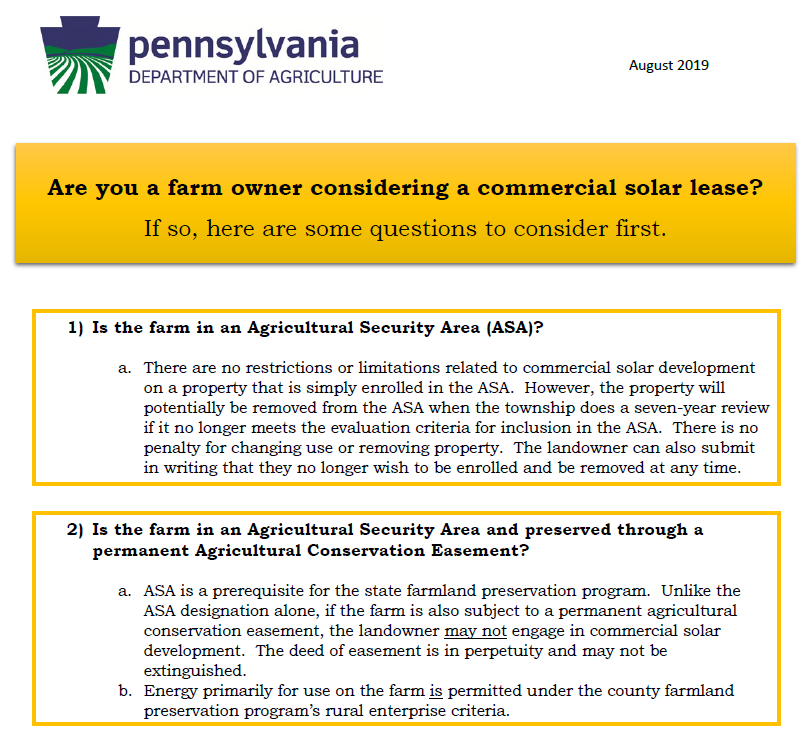 pennsylvania
DEPARTMENT OF AGRICULTURE
August 2019
Are you a farm owner considering a commercial solar lease?
If so, here are some questions to consider first.
1) Is the farm in an Agricultural Security Area (ASA)?
a. There are no restrictions or limitations related to commercial solar development
on a property that is simply enrolled in the ASA. However, the property will
potentially be removed from the ASA when the township does a seven-year review
if it no longer meets the evaluation criteria for inclusion in the ASA. There is no
penalty for changing use or removing property. The landowner can also submit
in writing that they no longer wish to be enrolled and be removed at any time.
2) Is the farm in an Agricultural Security Area and preserved through a
permanent Agricultural Conservation Easement?
a. ASA is a prerequisite for the state farmland preservation program. Unlike the
ASA designation alone, if the farm is also subject to a permanent agricultural
conservation easement, the landowner may not engage in commercial solar
development. The deed of easement is in perpetuity and may not be
extinguished.
b. Energy primarily for use on the farm is permitted under the county farmland
preservation program's rural enterprise criteria.